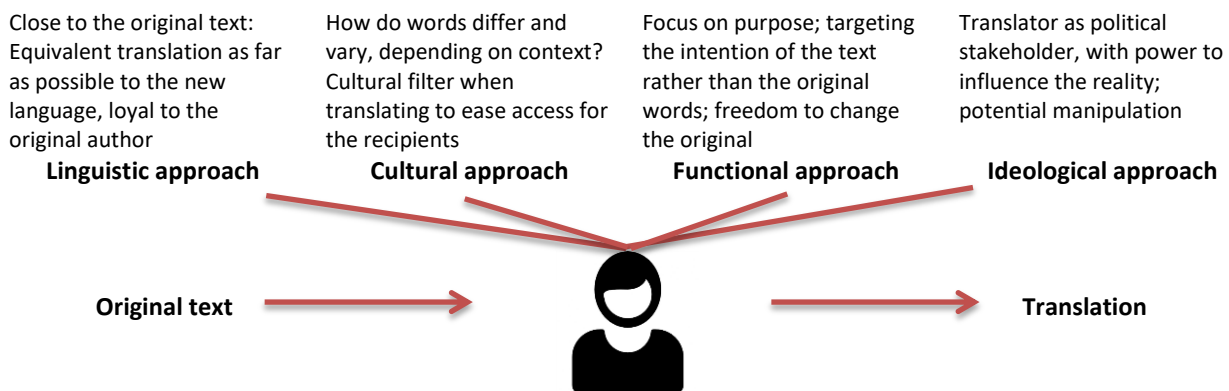 Close to the original text:
Equivalent translation as far
as possible to the new
language, loyal to the
original author
Linguistic approach
How do words differ and
vary, depending on context?
Cultural filter when
translating to ease access for
the recipients
Cultural approach
Focus on purpose; targeting
the intention of the text
rather than the original
words; freedom to change
the original
Functional approach
Translator as political
stakeholder, with power to
influence the reality;
potential manipulation
Ideological approach
Original text
Translation